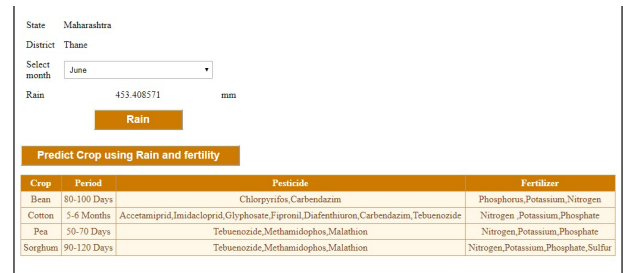 State Maharashtra
District Thane
Select
month June
Rain 453.408571 mm
Rain
Predict Crop using Rain and fertility
Crop Period Pesticide Fertilizer
Bean 80-100 Days Chlorpyrifos,Carbendazim Phosphorus,Potassium,Nitrogen
Cotton 5-6 Months Accetamiprid,Imidacloprid,Glyphosate,Fipronil,Diafenthiuron,Carbendazim,Tebuenozide Nitrogen ,Potassium,Phosphate
Pea 50-70 Days Tebuenozide,Methamidophos,Malathion Nitrogen,Potassium,Phosphate
Sorghum 90-120 Days Tebuenozide,Methamidophos,Malathion Nitrogen,Potassium,Phosphate,Sulfur